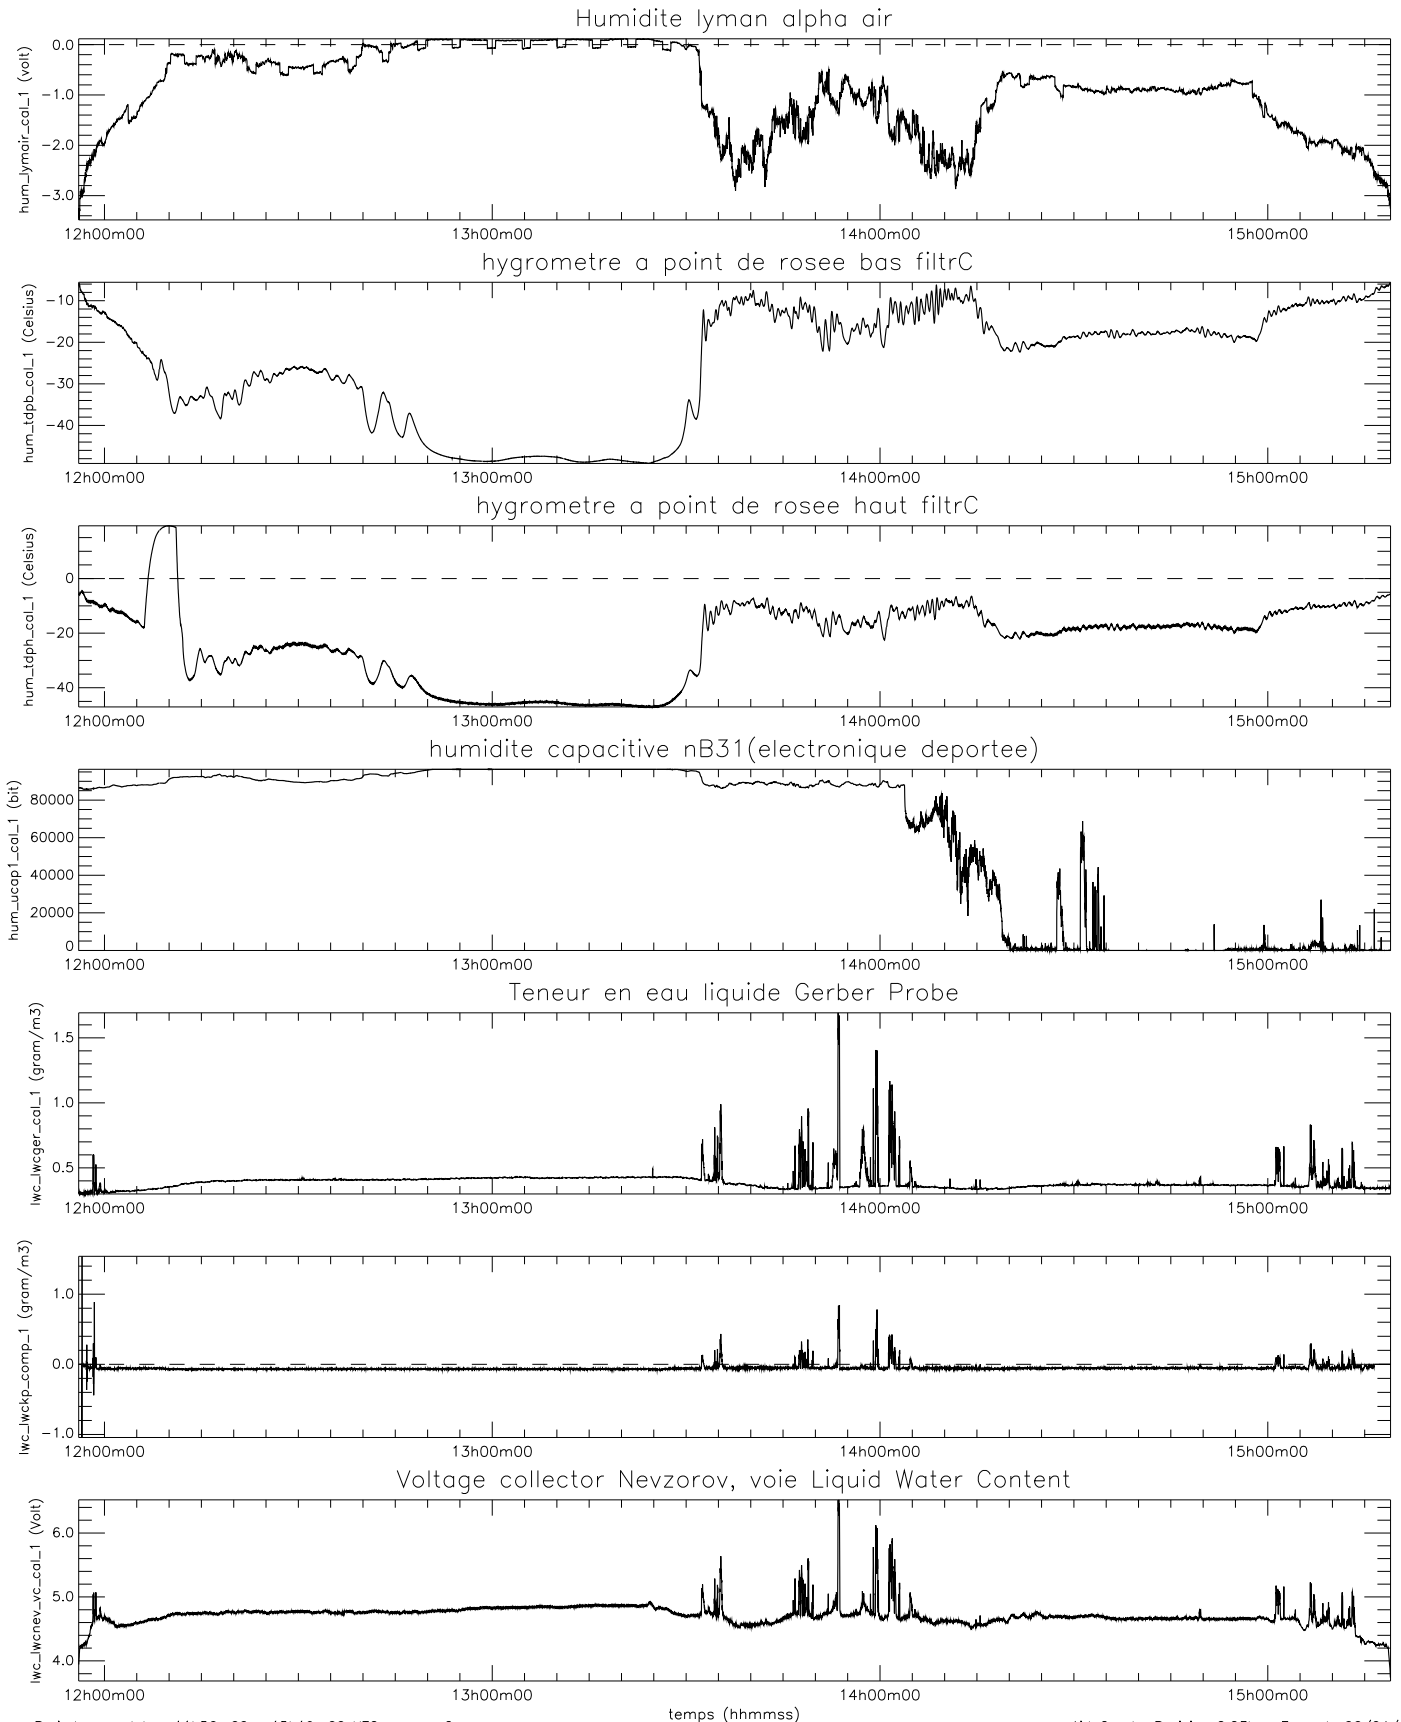 Humidite lyman alpha air
hum_lymair_cal_1 (volt)
0.0
-1.0
-2.0
-3.0
12h00m00 13h00m00 14h00m00 15h00m00
hygrometre a point de rosee bas filtrC
hum_tdpb_cal_1 (Celsius)
-10
-20
-30
-40
12h00m00 13h00m00 14h00m00 15h00m00
hygrometre a point de rosee haut filtrC
hum_tdph_cal_1 (Celsius)
0
-20
-40
12h00m00 13h00m00 14h00m00 15h00m00
humidite capacitive nB31(electronique deportee)
hum_ucap1_cal_1 (bit)
80000
60000
40000
20000
0
12h00m00 13h00m00 14h00m00 15h00m00
Teneur en eau liquide Gerber Probe
lwc_lwcger_cal_1 (gram/m3)
1.5
1.0
0.5
12h00m00 13h00m00 14h00m00 15h00m00
lwc_lwckp_comp_1 (gram/m3)
1.0
0.0
-1.0
12h00m00 13h00m00 14h00m00 15h00m00
Voltage collector Nevzorov, voie Liquid Water Content
lwc_lwcnev_vc_cal_1 (Volt)
6.0
5.0
4.0
12h00m00 13h00m00 14h00m00 15h00m00
temps (hhmmss)